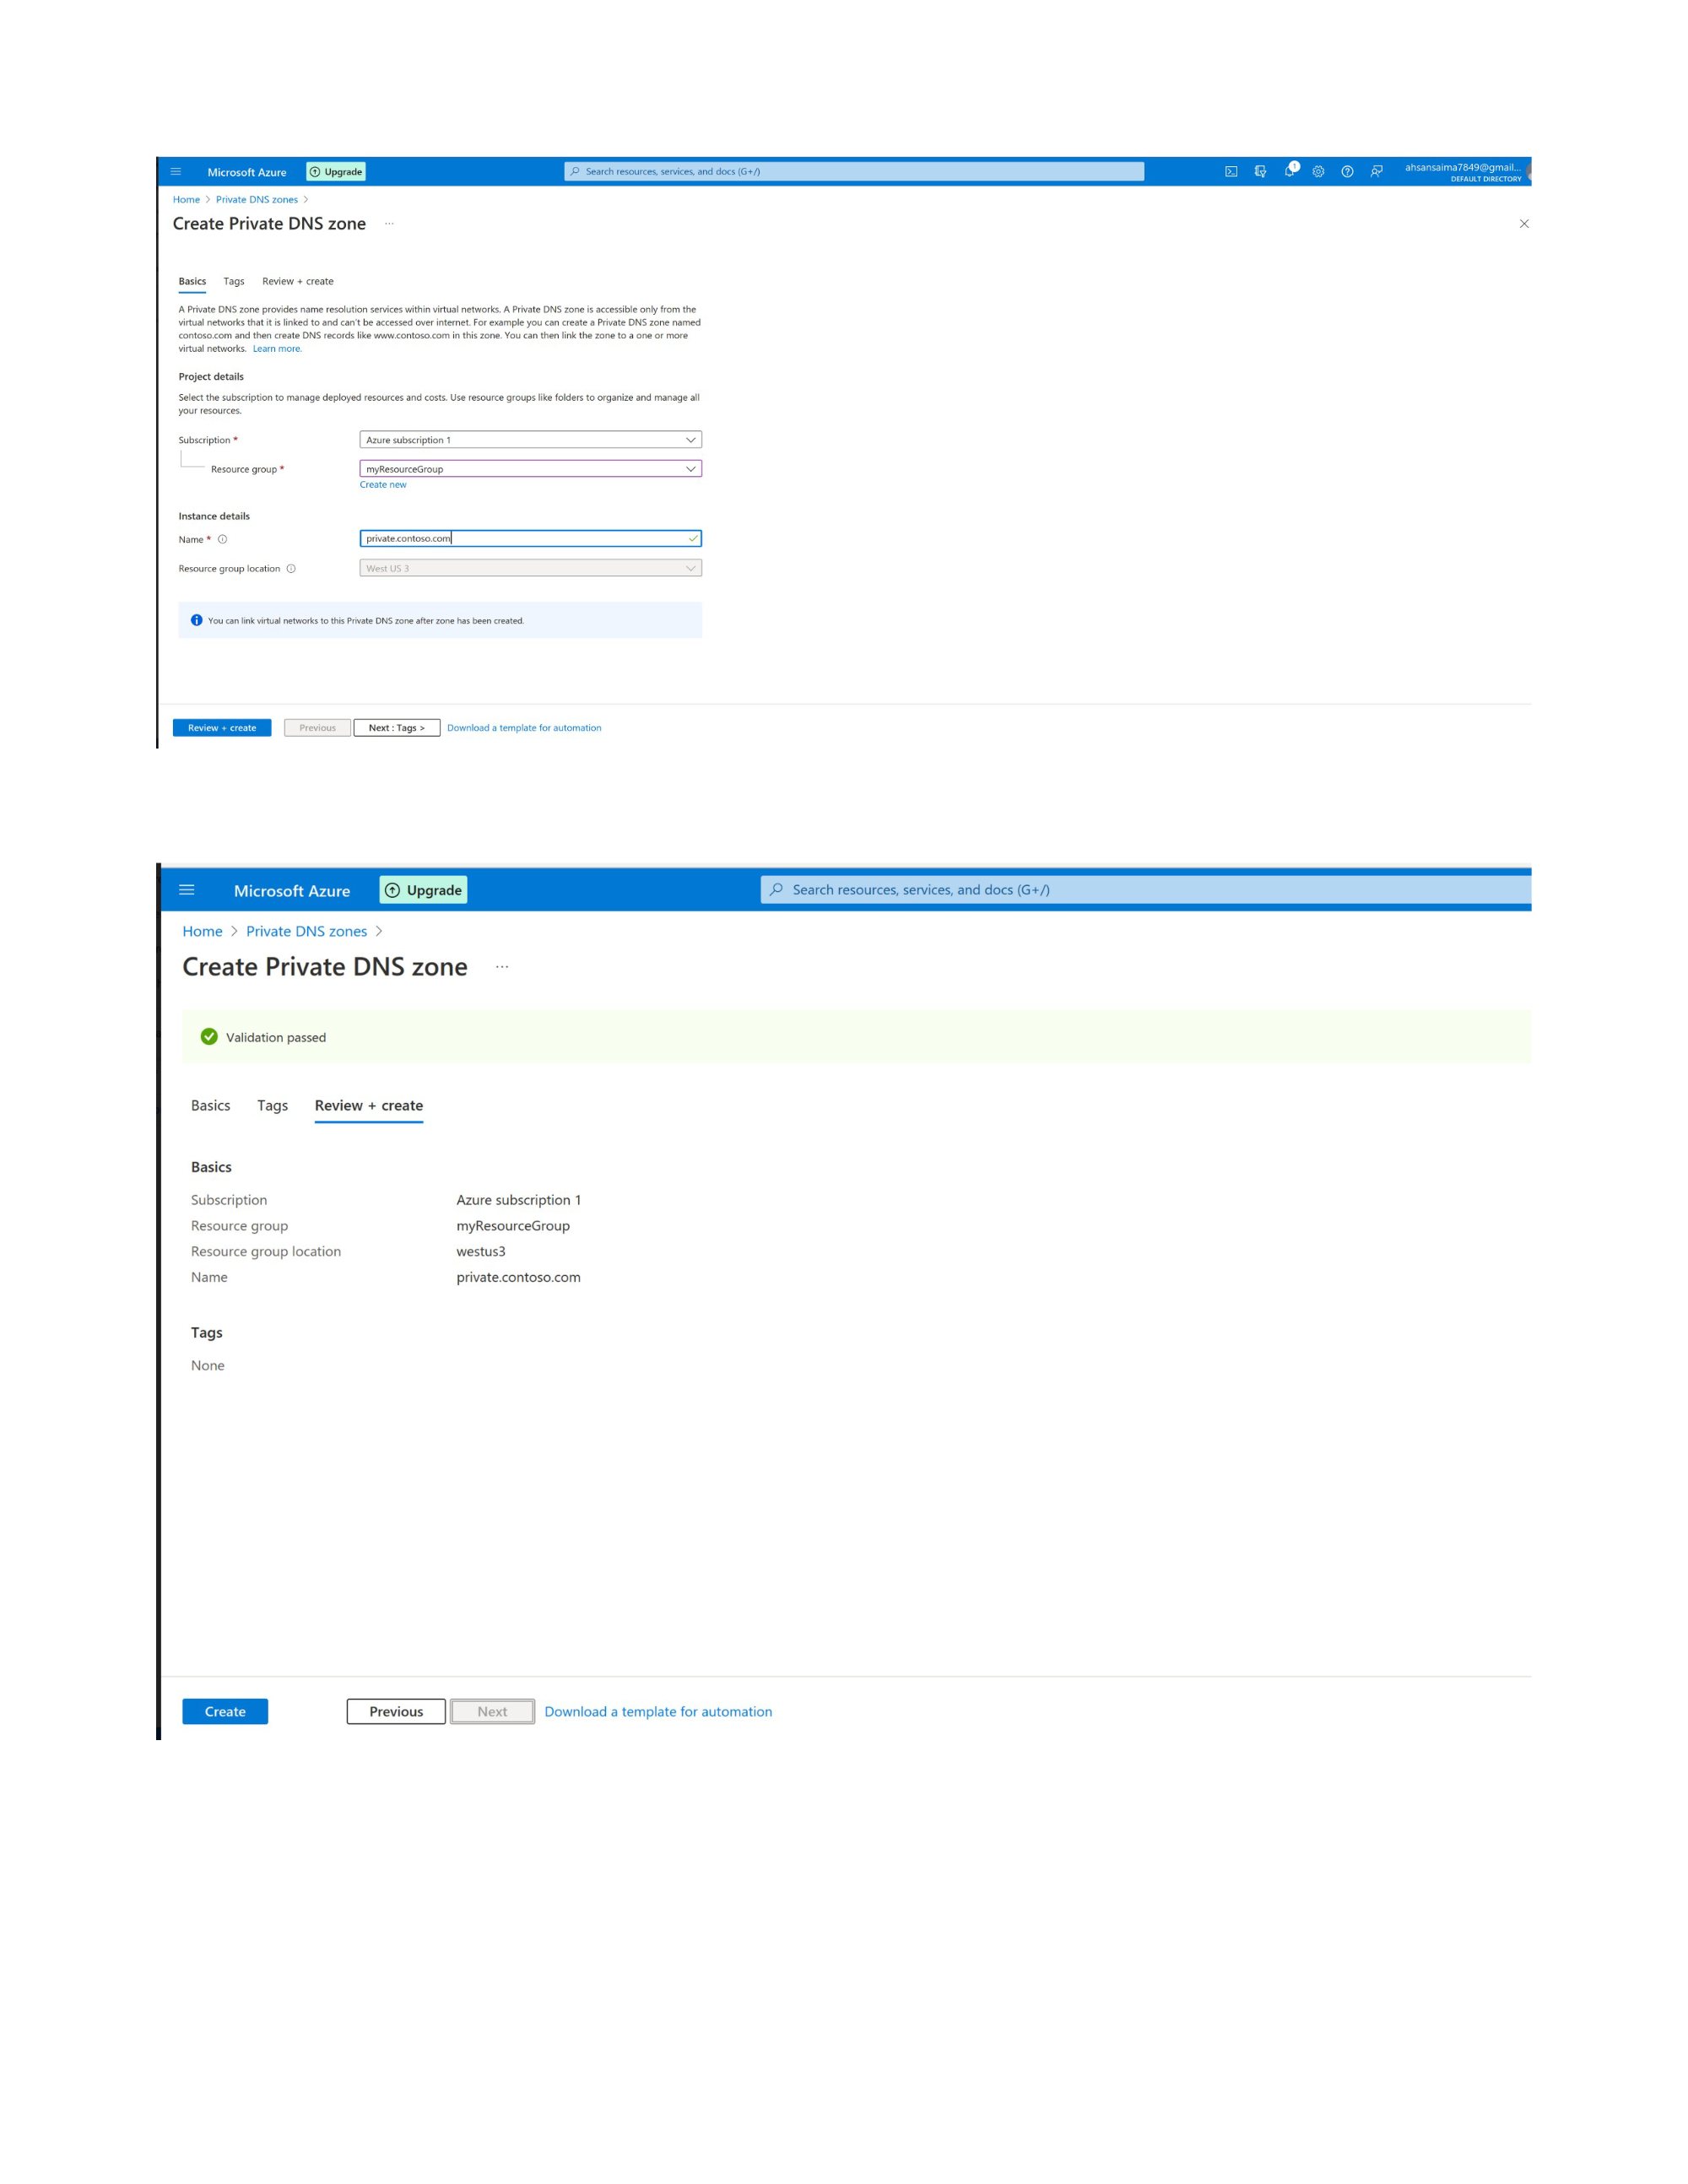 Microsoft Azure Upgrade Search resources, services, and docs (G+/) 1 ahsansaima7849@gmail...
DEFAULT DIRECTORY
Home > Private DNS zones >
Create Private DNS zone ...
Basics Tags Review + create
A Private DNS zone provides name resolution services within virtual networks. A Private DNS zone is accessible only from the
virtual networks that it is linked to and can't be accessed over internet. For example you can create a Private DNS zone named
contoso.com and then create DNS records like www.contoso.com in this zone. You can then link the zone to a one or more
virtual networks. Learn more.
Project details
Select the subscription to manage deployed resources and costs. Use resource groups like folders to organize and manage all
your resources.
Subscription * Azure subscription 1
Resource group * myResourceGroup
Create new
Instance details
Name * private.contoso.com
Resource group location West US 3
You can link virtual networks to this Private DNS zone after zone has been created.
Review + create Previous Next : Tags > Download a template for automation
Microsoft Azure Upgrade Search resources, services, and docs (G+/)
Home > Private DNS zones >
Create Private DNS zone ...
Validation passed
Basics Tags Review + create
Basics
Subscription Azure subscription 1
Resource group myResourceGroup
Resource group location westus3
Name private.contoso.com
Tags
None
Create Previous Next Download a template for automation